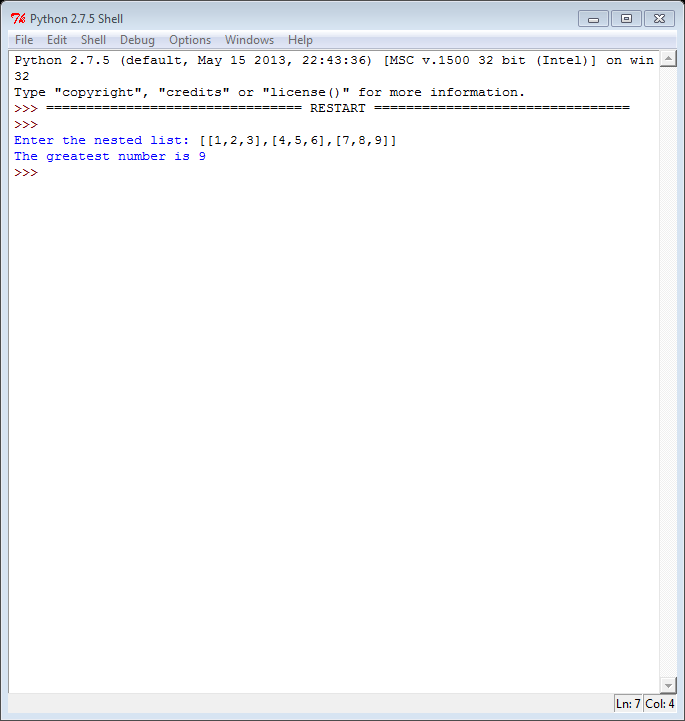 Python 2.7.5 Shell
File Edit Shell Debug Options Windows Help
Python 2.7.5 (default, May 15 2013, 22:43:36) [MSC v.1500 32 bit (Intel)] on win
32
Type "copyright", "credits" or "license()" for more information.
>>> ================================ RESTART ================================
>>>
Enter the nested list: [[1,2,3],[4,5,6],[7,8,9]]
The greatest number is 9
>>>
Ln: 7 Col: 4